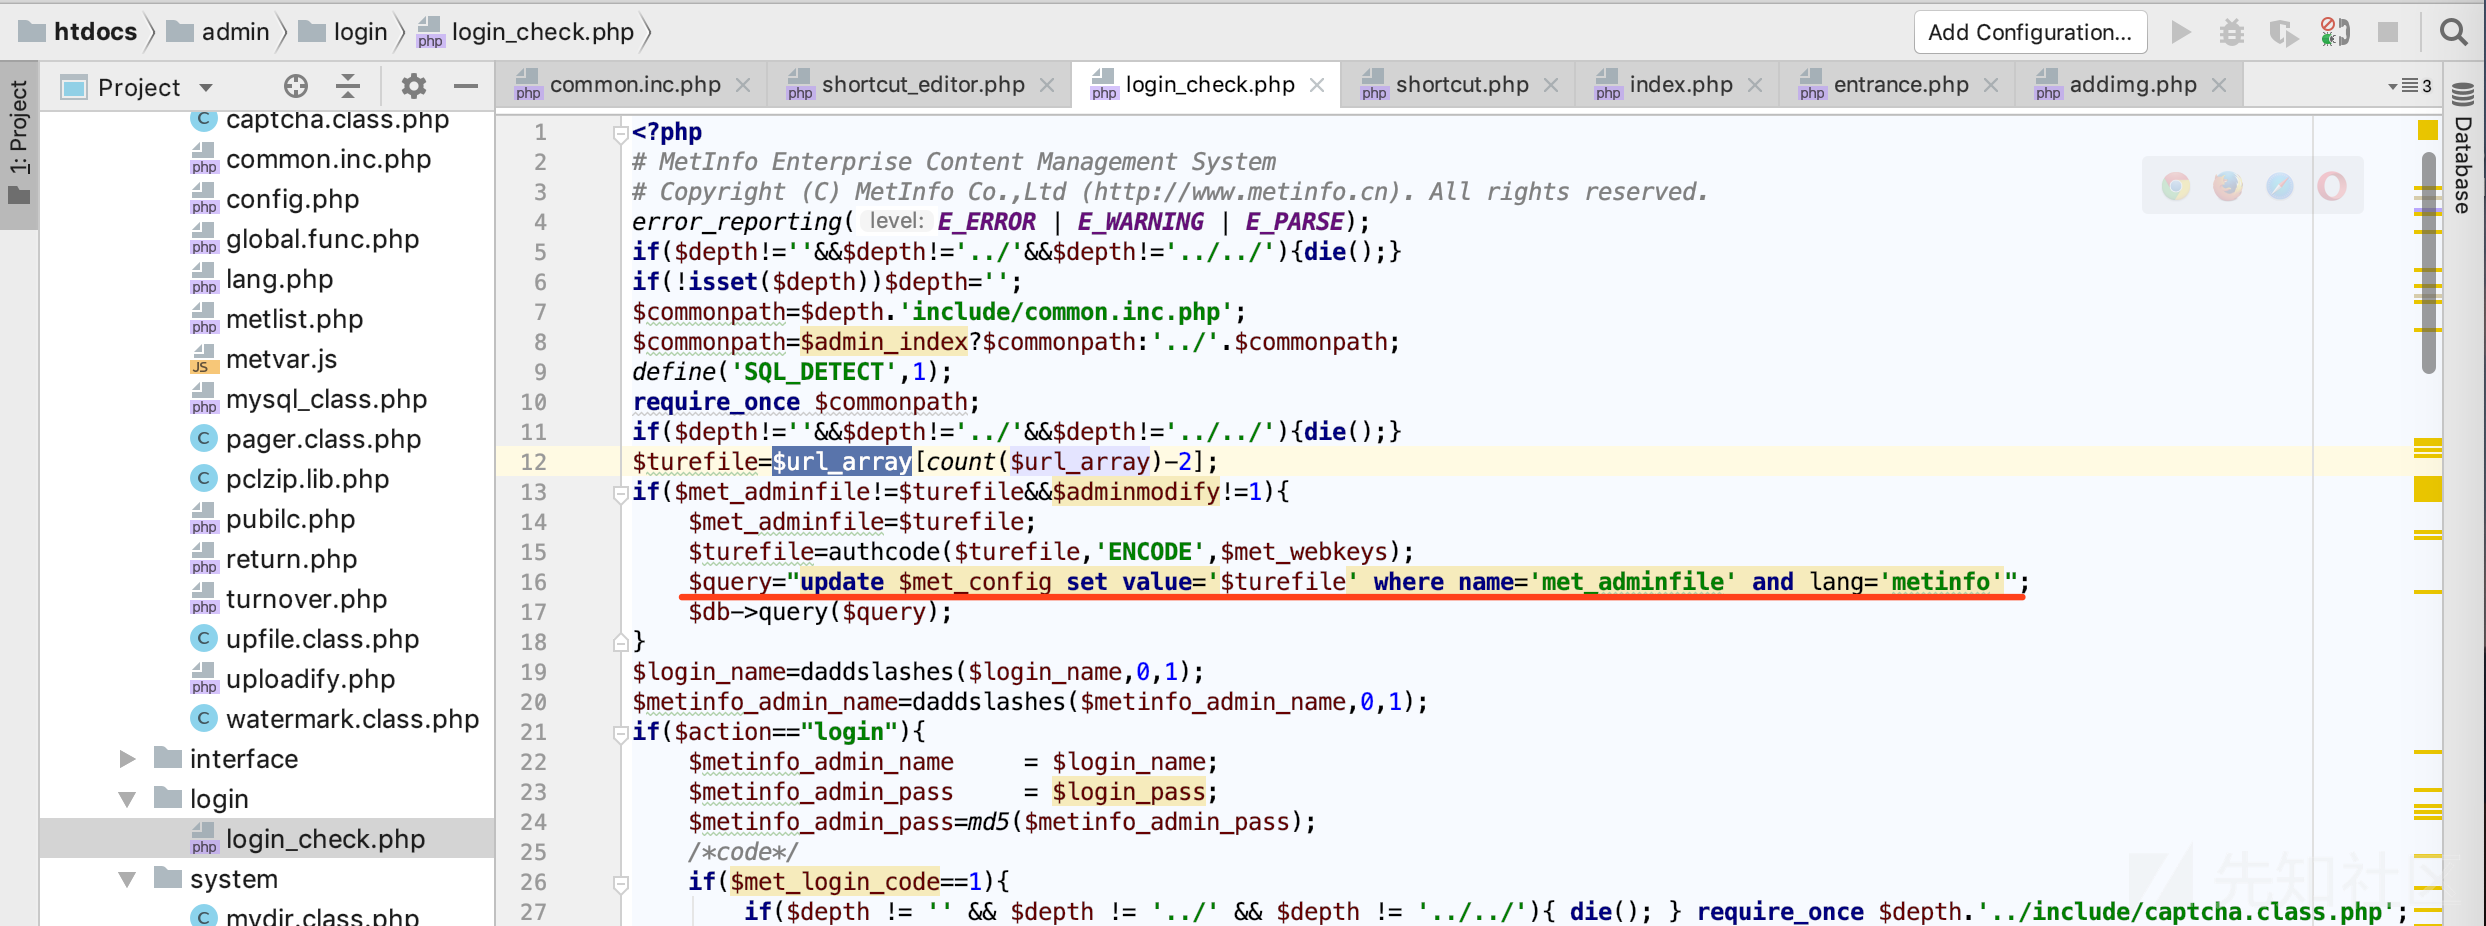 htdocs admin login login_check.php Add Configuration...
1: Project
Project
common.inc.php shortcut_editor.php login_check.php shortcut.php index.php entrance.php addimg.php 3
Database
captcha.class.php
common.inc.php
config.php
global.func.php
lang.php
metlist.php
metvar.js
mysql_class.php
pager.class.php
pclzip.lib.php
pubilc.php
return.php
turnover.php
upfile.class.php
uploadify.php
watermark.class.php
interface
login
login_check.php
system
mydir.class.php
1 <?php
2 # MetInfo Enterprise Content Management System
3 # Copyright (C) MetInfo Co.,Ltd (http://www.metinfo.cn). All rights reserved.
4 error_reporting( level: E_ERROR | E_WARNING | E_PARSE);
5 if($depth!=''&&$depth!='../'&&$depth!='../../'){die();}
6 if(!isset($depth))$depth='';
7 $commonpath=$depth.'include/common.inc.php';
8 $commonpath=$admin_index?$commonpath:'../'.$commonpath;
9 define('SQL_DETECT',1);
10 require_once $commonpath;
11 if($depth!=''&&$depth!='../'&&$depth!='../../'){die();}
12 $turefile=$url_array[count($url_array)-2];
13 if($met_adminfile!=$turefile&&$adminmodify!=1){
14 $met_adminfile=$turefile;
15 $turefile=authcode($turefile,'ENCODE',$met_webkeys);
16 $query="update $met_config set value='$turefile' where name='met_adminfile' and lang='metinfo'";
17 $db->query($query);
18 }
19 $login_name=daddslashes($login_name,0,1);
20 $metinfo_admin_name=daddslashes($metinfo_admin_name,0,1);
21 if($action=="login"){
22 $metinfo_admin_name = $login_name;
23 $metinfo_admin_pass = $login_pass;
24 $metinfo_admin_pass=md5($metinfo_admin_pass);
25 /*code*/
26 if($met_login_code==1){
27 if($depth != '' && $depth != '../' && $depth != '../../'){ die(); } require_once $depth.'../include/captcha.class.php';
先知社区